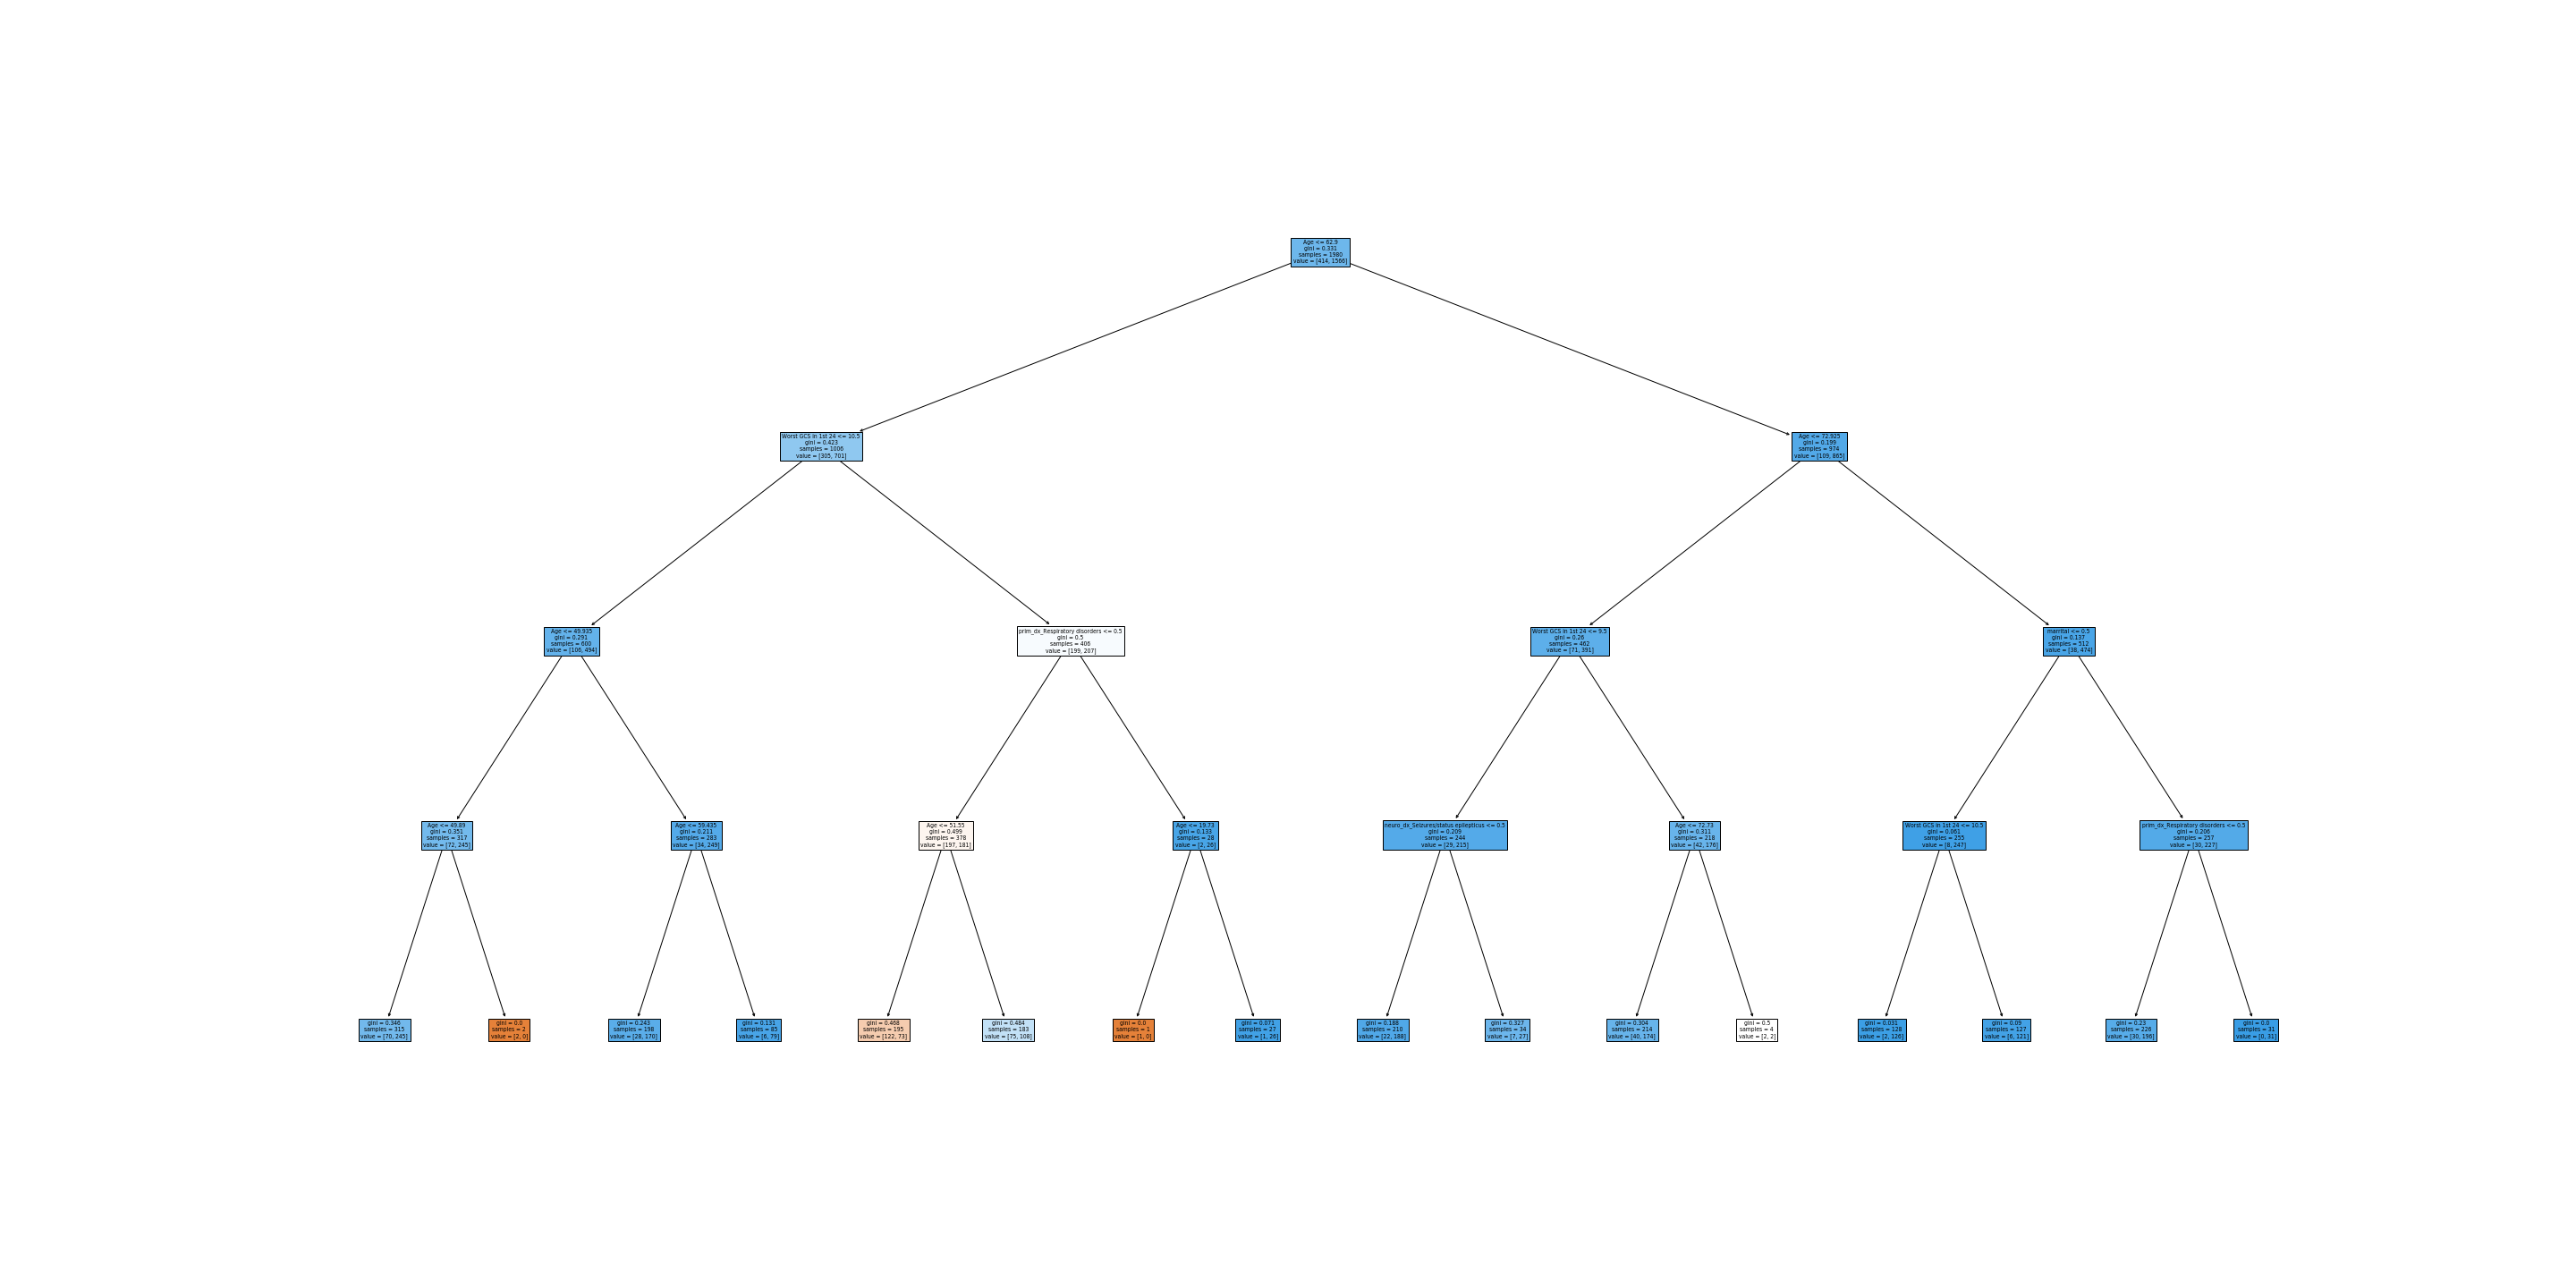 Age <= 62.9
gini = 0.331
samples = 1980
value = [414, 1566]
Worst GCS in 1st 24 <= 10.5
gini = 0.423
samples = 1006
value = [305, 701]
Age <= 72.925
gini = 0.199
samples = 974
value = [109, 865]
Age <= 49.935
gini = 0.291
samples = 600
value = [106, 494]
prim_dx_Respiratory disorders <= 0.5
gini = 0.5
samples = 406
value = [199, 207]
Worst GCS in 1st 24 <= 9.5
gini = 0.26
samples = 462
value = [71, 391]
marrital <= 0.5
gini = 0.137
samples = 512
value = [38, 474]
Age <= 49.89
gini = 0.351
samples = 317
value = [72, 245]
Age <= 59.435
gini = 0.211
samples = 283
value = [34, 249]
Age <= 51.55
gini = 0.499
samples = 378
value = [197, 181]
Age <= 19.73
gini = 0.133
samples = 28
value = [2, 26]
neuro_dx_Seizures/status epilepticus <= 0.5
gini = 0.209
samples = 244
value = [29, 215]
Age <= 72.73
gini = 0.311
samples = 218
value = [42, 176]
Worst GCS in 1st 24 <= 10.5
gini = 0.061
samples = 255
value = [8, 247]
prim_dx_Respiratory disorders <= 0.5
gini = 0.206
samples = 257
value = [30, 227]
gini = 0.346
samples = 315
value = [70, 245]
gini = 0.0
samples = 2
value = [2, 0]
gini = 0.243
samples = 198
value = [28, 170]
gini = 0.131
samples = 85
value = [6, 79]
gini = 0.468
samples = 195
value = [122, 73]
gini = 0.484
samples = 183
value = [75, 108]
gini = 0.0
samples = 1
value = [1, 0]
gini = 0.071
samples = 27
value = [1, 26]
gini = 0.188
samples = 210
value = [22, 188]
gini = 0.327
samples = 34
value = [7, 27]
gini = 0.304
samples = 214
value = [40, 174]
gini = 0.5
samples = 4
value = [2, 2]
gini = 0.031
samples = 128
value = [2, 126]
gini = 0.09
samples = 127
value = [6, 121]
gini = 0.23
samples = 226
value = [30, 196]
gini = 0.0
samples = 31
value = [0, 31]